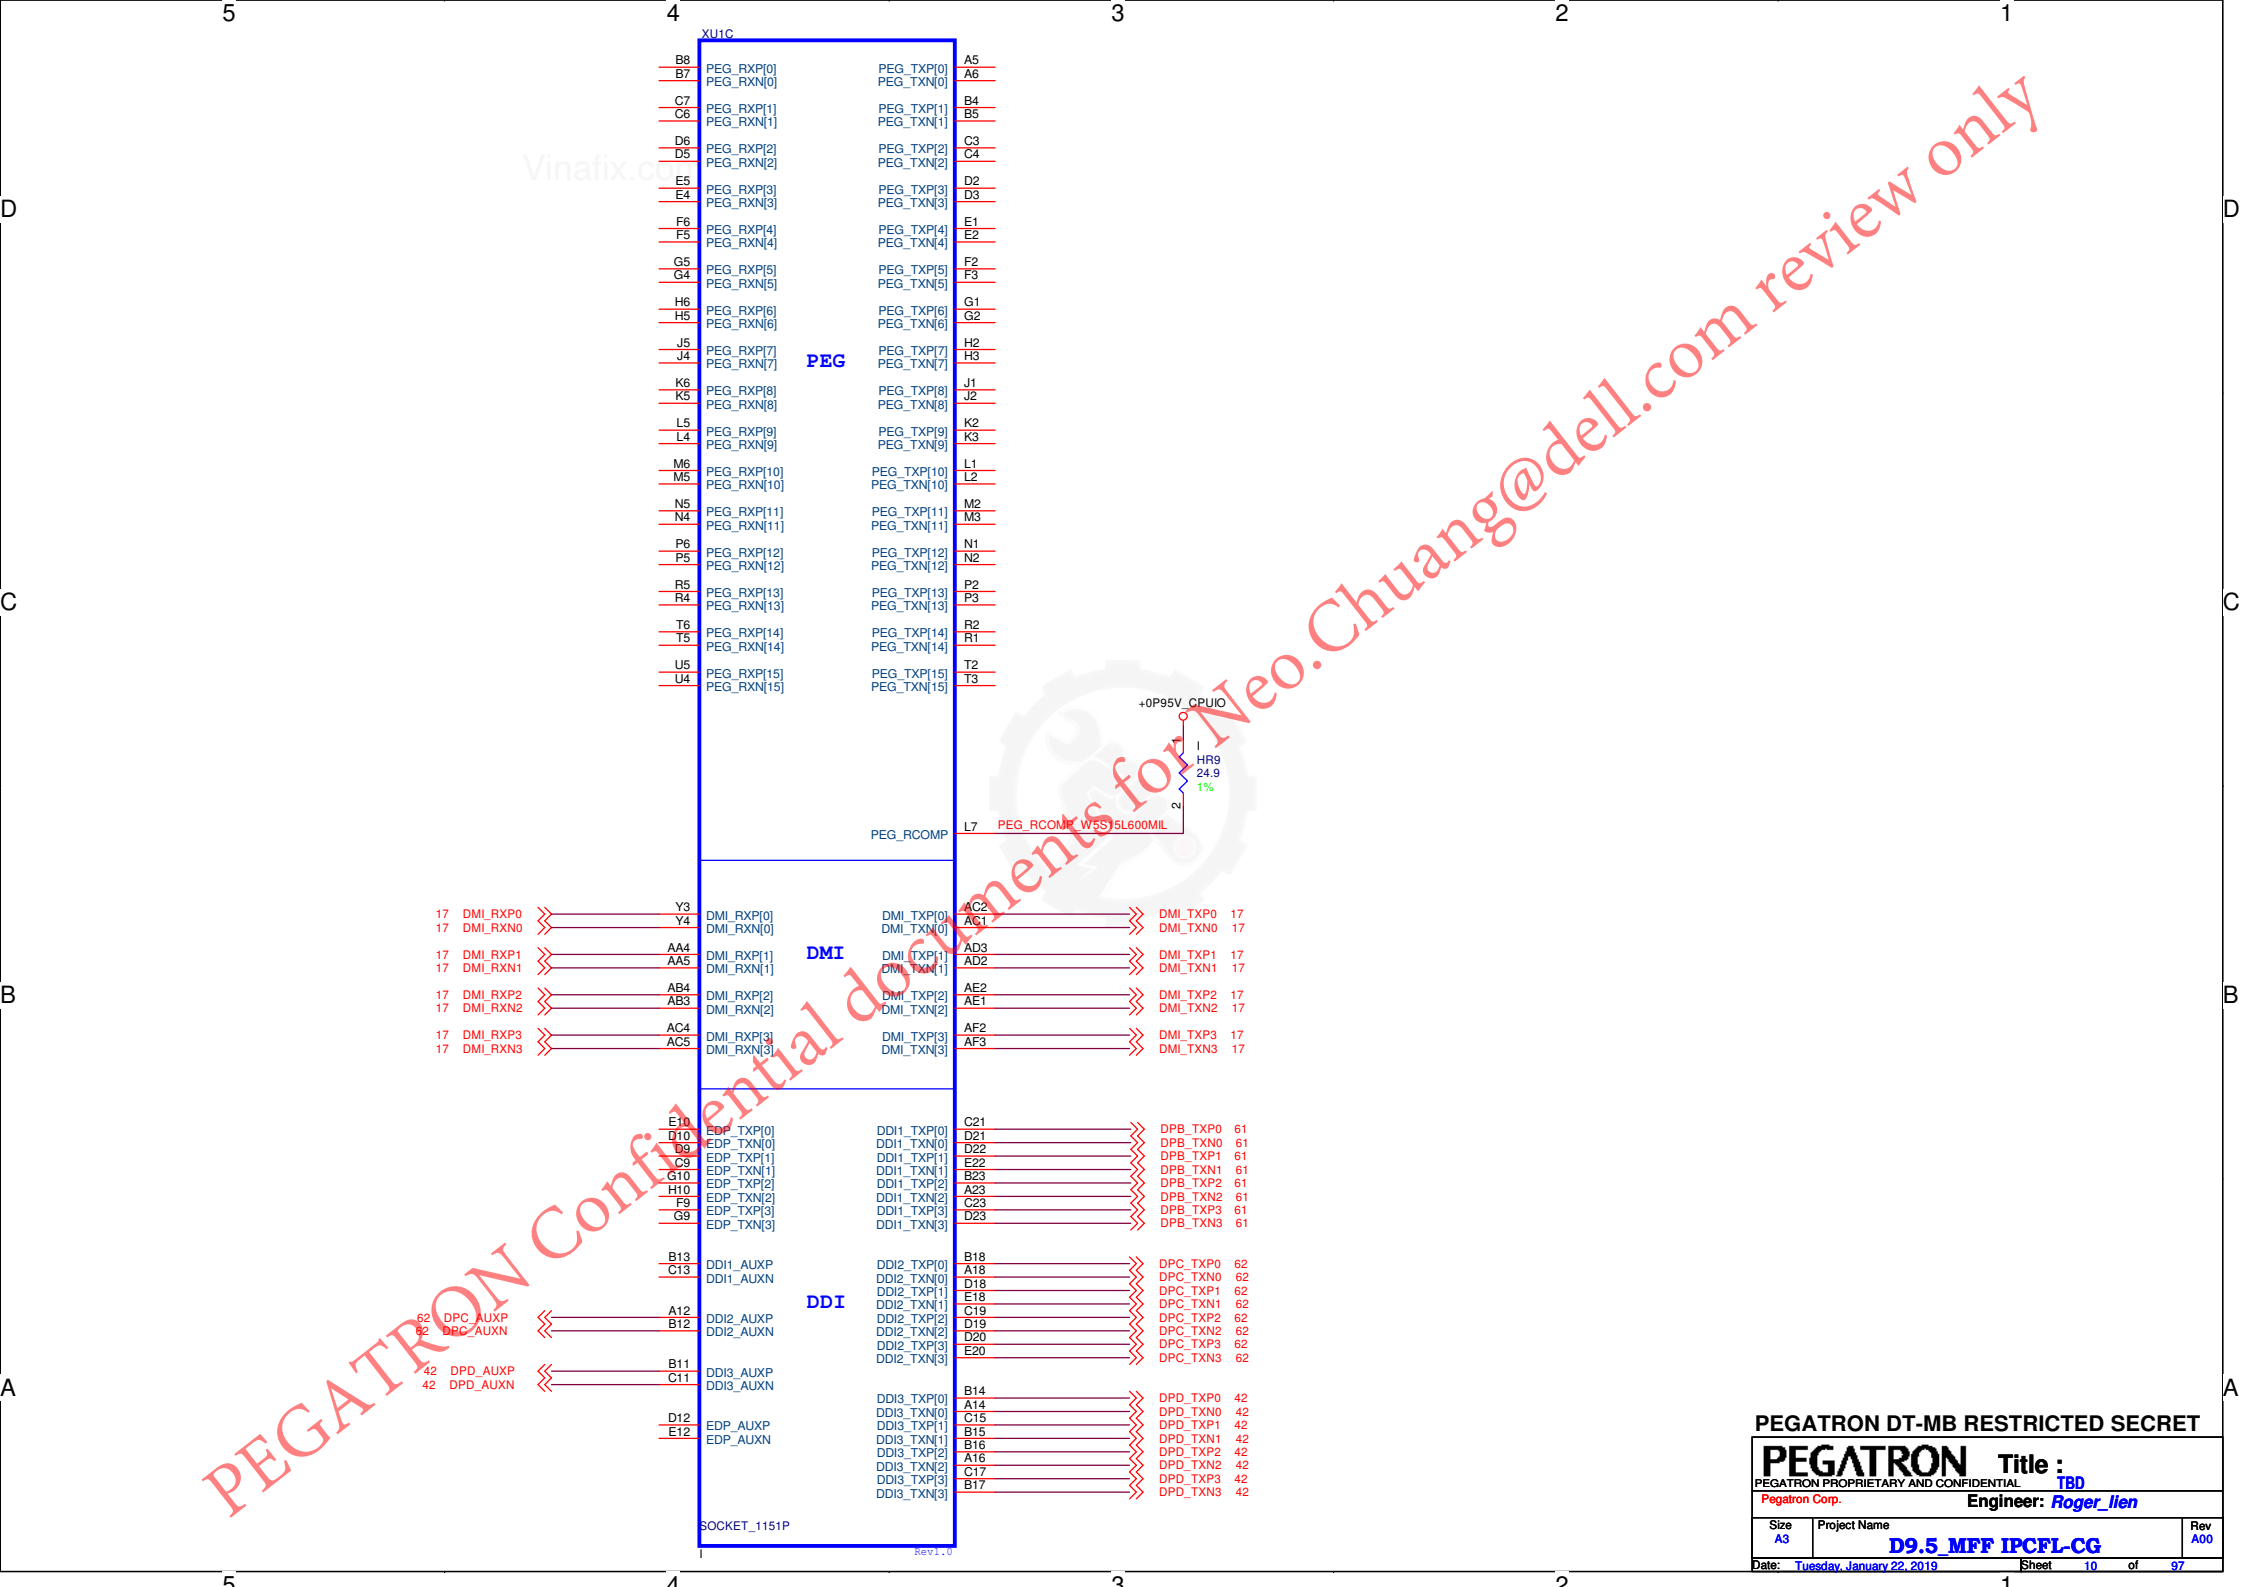 5 4 3 2 1
XU1C
B8 PEG_RXP[0] PEG_TXP[0] A5
B7 PEG_RXN[0] PEG_TXN[0] A6
C7 PEG_RXP[1] PEG_TXP[1] B4
C6 PEG_RXN[1] PEG_TXN[1] B5
D6 PEG_RXP[2] PEG_TXP[2] C3
D5 PEG_RXN[2] PEG_TXN[2] C4
Vinafix.com
E5 PEG_RXP[3] PEG_TXP[3] D2
E4 PEG_RXN[3] PEG_TXN[3] D3
D D
F6 PEG_RXP[4] PEG_TXP[4] E1
F5 PEG_RXN[4] PEG_TXN[4] E2
G5 PEG_RXP[5] PEG_TXP[5] F2
G4 PEG_RXN[5] PEG_TXN[5] F3
H6 PEG_RXP[6] PEG_TXP[6] G1
H5 PEG_RXN[6] PEG_TXN[6] G2
J5 PEG_RXP[7] PEG_TXP[7] H2
J4 PEG_RXN[7] PEG_TXN[7] H3
PEG
K6 PEG_RXP[8] PEG_TXP[8] J1
K5 PEG_RXN[8] PEG_TXN[8] J2
L5 PEG_RXP[9] PEG_TXP[9] K2
L4 PEG_RXN[9] PEG_TXN[9] K3
M6 PEG_RXP[10] PEG_TXP[10] L1
M5 PEG_RXN[10] PEG_TXN[10] L2
N5 PEG_RXP[11] PEG_TXP[11] M2
N4 PEG_RXN[11] PEG_TXN[11] M3
P6 PEG_RXP[12] PEG_TXP[12] N1
P5 PEG_RXN[12] PEG_TXN[12] N2
R5 PEG_RXP[13] PEG_TXP[13] P2
R4 PEG_RXN[13] PEG_TXN[13] P3
C C
T6 PEG_RXP[14] PEG_TXP[14] R2
T5 PEG_RXN[14] PEG_TXN[14] R1
U5 PEG_RXP[15] PEG_TXP[15] T2
U4 PEG_RXN[15] PEG_TXN[15] T3
+0P95V_CPUIO
1
I
HR9
24.9
1%
2
PEG_RCOMP L7 PEG_RCOMP_W5S15L600MIL
17 DMI_RXP0 Y3 DMI_RXP[0] DMI_TXP[0] AC2 DMI_TXP0 17
17 DMI_RXN0 Y4 DMI_RXN[0] DMI_TXN[0] AC1 DMI_TXN0 17
DMI
17 DMI_RXP1 AA4 DMI_RXP[1] DMI_TXP[1] AD3 DMI_TXP1 17
17 DMI_RXN1 AA5 DMI_RXN[1] DMI_TXN[1] AD2 DMI_TXN1 17
B B
17 DMI_RXP2 AB4 DMI_RXP[2] DMI_TXP[2] AE2 DMI_TXP2 17
17 DMI_RXN2 AB3 DMI_RXN[2] DMI_TXN[2] AE1 DMI_TXN2 17
17 DMI_RXP3 AC4 DMI_RXP[3] DMI_TXP[3] AF2 DMI_TXP3 17
17 DMI_RXN3 AC5 DMI_RXN[3] DMI_TXN[3] AF3 DMI_TXN3 17
E10 EDP_TXP[0] DDI1_TXP[0] C21 DPB_TXP0 61
D10 EDP_TXN[0] DDI1_TXN[0] D21 DPB_TXN0 61
D9 EDP_TXP[1] DDI1_TXP[1] D22 DPB_TXP1 61
C9 EDP_TXN[1] DDI1_TXN[1] E22 DPB_TXN1 61
G10 EDP_TXP[2] DDI1_TXP[2] B23 DPB_TXP2 61
H10 EDP_TXN[2] DDI1_TXN[2] A23 DPB_TXN2 61
F9 EDP_TXP[3] DDI1_TXP[3] C23 DPB_TXP3 61
G9 EDP_TXN[3] DDI1_TXN[3] D23 DPB_TXN3 61
B13 DDI1_AUXP DDI2_TXP[0] B18 DPC_TXP0 62
C13 DDI1_AUXN DDI2_TXN[0] A18 DPC_TXN0 62
DDI2_TXP[1] D18 DPC_TXP1 62
DDI DDI2_TXN[1] E18 DPC_TXN1 62
62 DPC_AUXP A12 DDI2_AUXP DDI2_TXP[2] C19 DPC_TXP2 62
62 DPC_AUXN B12 DDI2_AUXN DDI2_TXN[2] D19 DPC_TXN2 62
DDI2_TXP[3] D20 DPC_TXP3 62
DDI2_TXN[3] E20 DPC_TXN3 62
42 DPD_AUXP B11 DDI3_AUXP
42 DPD_AUXN C11 DDI3_AUXN
A A
DDI3_TXP[0] B14 DPD_TXP0 42
DDI3_TXN[0] A14 DPD_TXN0 42
D12 EDP_AUXP DDI3_TXP[1] C15 DPD_TXP1 42
E12 EDP_AUXN DDI3_TXN[1] B15 DPD_TXN1 42
DDI3_TXP[2] B16 DPD_TXP2 42
DDI3_TXN[2] A16 DPD_TXN2 42
DDI3_TXP[3] C17 DPD_TXP3 42
DDI3_TXN[3] B17 DPD_TXN3 42
SOCKET_1151P
I
Rev1.0
PEGATRON Confidential documents for Neo.Chuang@dell.com review only
PEGATRON DT-MB RESTRICTED SECRET
PEGATRON Title :
PEGATRON PROPRIETARY AND CONFIDENTIAL TBD
Pegatron Corp. Engineer: Roger_lien
Size Project Name Rev
A3 D9.5_MFF IPCFL-CG A00
Date: Tuesday, January 22, 2019 Sheet 10 of 97
5 4 3 2 1